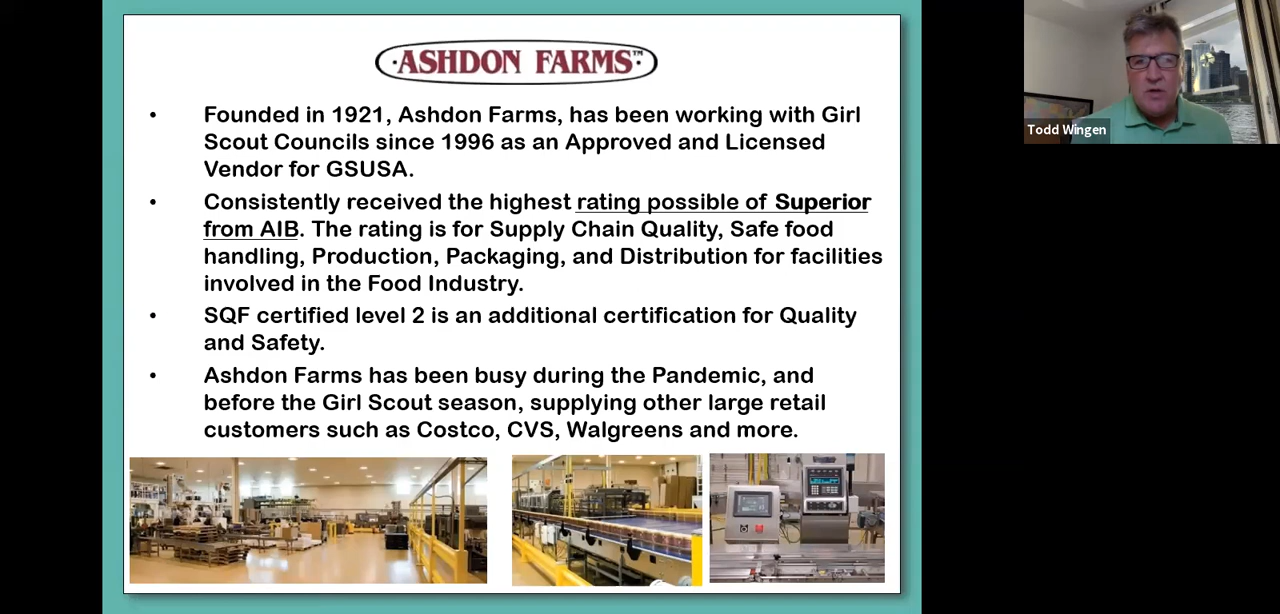 ·ASHDON FARMS·™
• Founded in 1921, Ashdon Farms, has been working with Girl
Scout Councils since 1996 as an Approved and Licensed
Vendor for GSUSA.
• Consistently received the highest rating possible of Superior
from AIB. The rating is for Supply Chain Quality, Safe food
handling, Production, Packaging, and Distribution for facilities
involved in the Food Industry.
• SQF certified level 2 is an additional certification for Quality
and Safety.
• Ashdon Farms has been busy during the Pandemic, and
before the Girl Scout season, supplying other large retail
customers such as Costco, CVS, Walgreens and more.
Todd Wingen